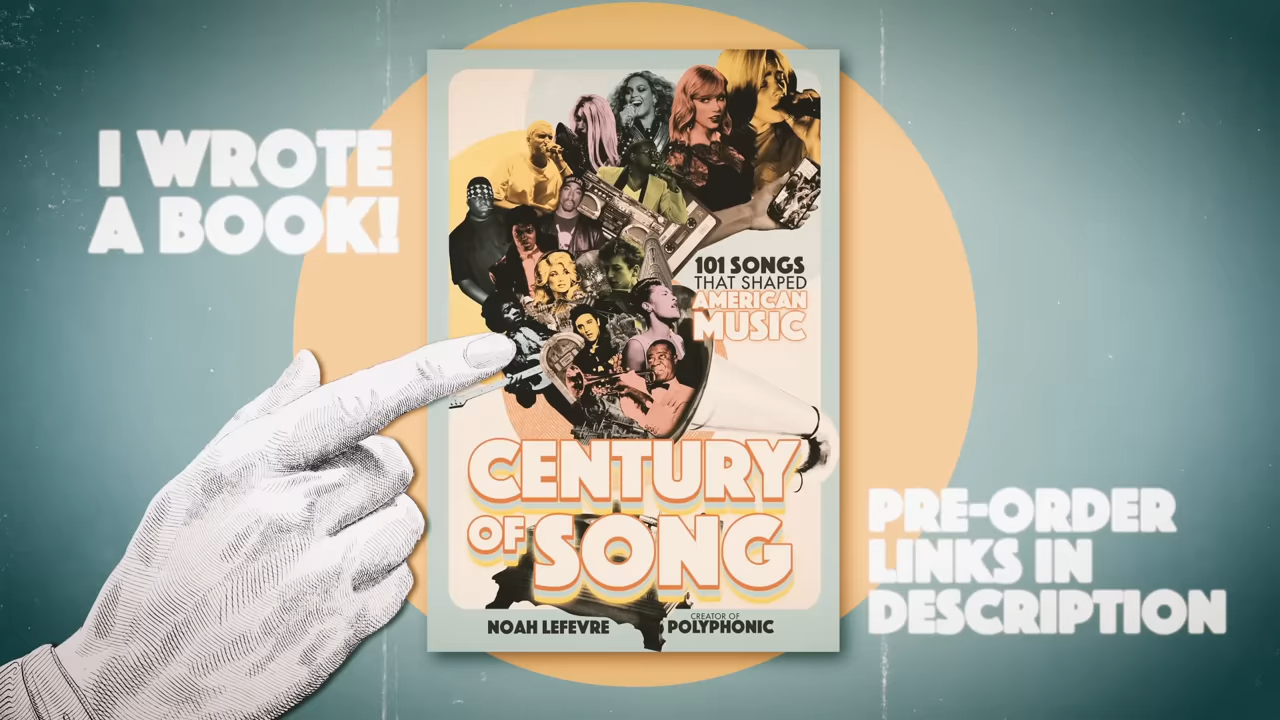 I WROTE
A BOOK!
101 SONGS
THAT SHAPED
AMERICAN
MUSIC
CENTURY
OF SONG
NOAH LEFEVRE
CREATOR OF
POLYPHONIC
PRE-ORDER
LINKS IN
DESCRIPTION